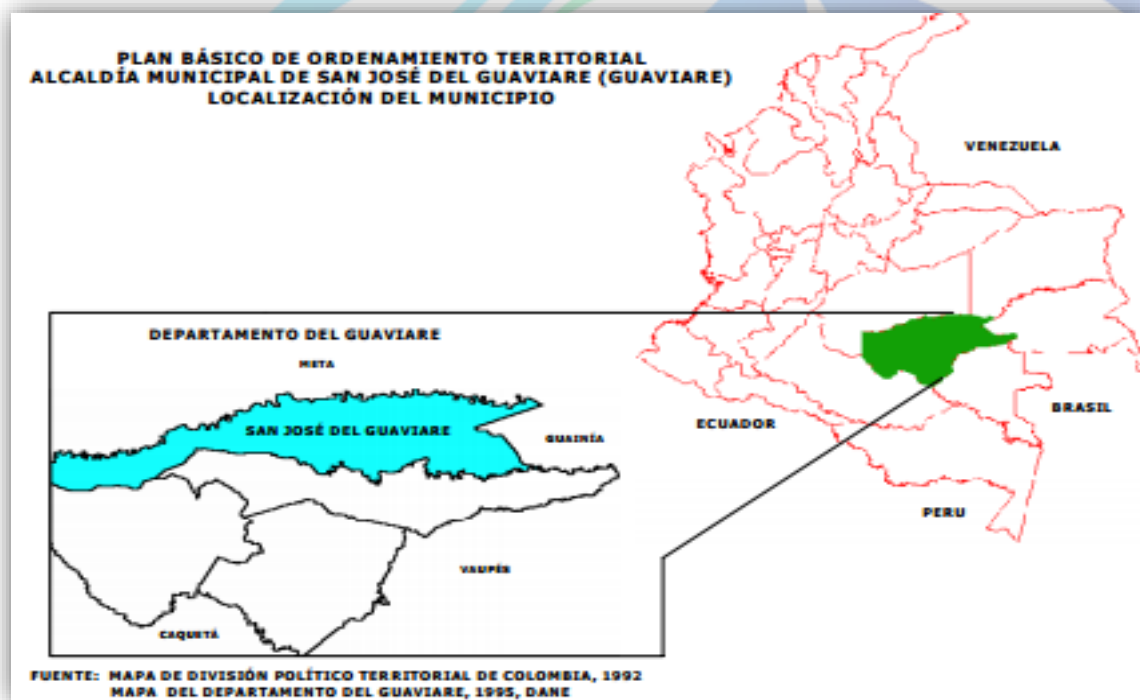 PLAN BÁSICO DE ORDENAMIENTO TERRITORIAL
ALCALDÍA MUNICIPAL DE SAN JOSÉ DEL GUAVIARE (GUAVIARE)
LOCALIZACIÓN DEL MUNICIPIO
VENEZUELA
DEPARTAMENTO DEL GUAVIARE
META
SAN JOSÉ DEL GUAVIARE
GUAINÍA
VAUPÉS
CAQUETÁ
ECUADOR
BRASIL
PERU
FUENTE: MAPA DE DIVISIÓN POLÍTICO TERRITORIAL DE COLOMBIA, 1992
MAPA DEL DEPARTAMENTO DEL GUAVIARE, 1995, DANE